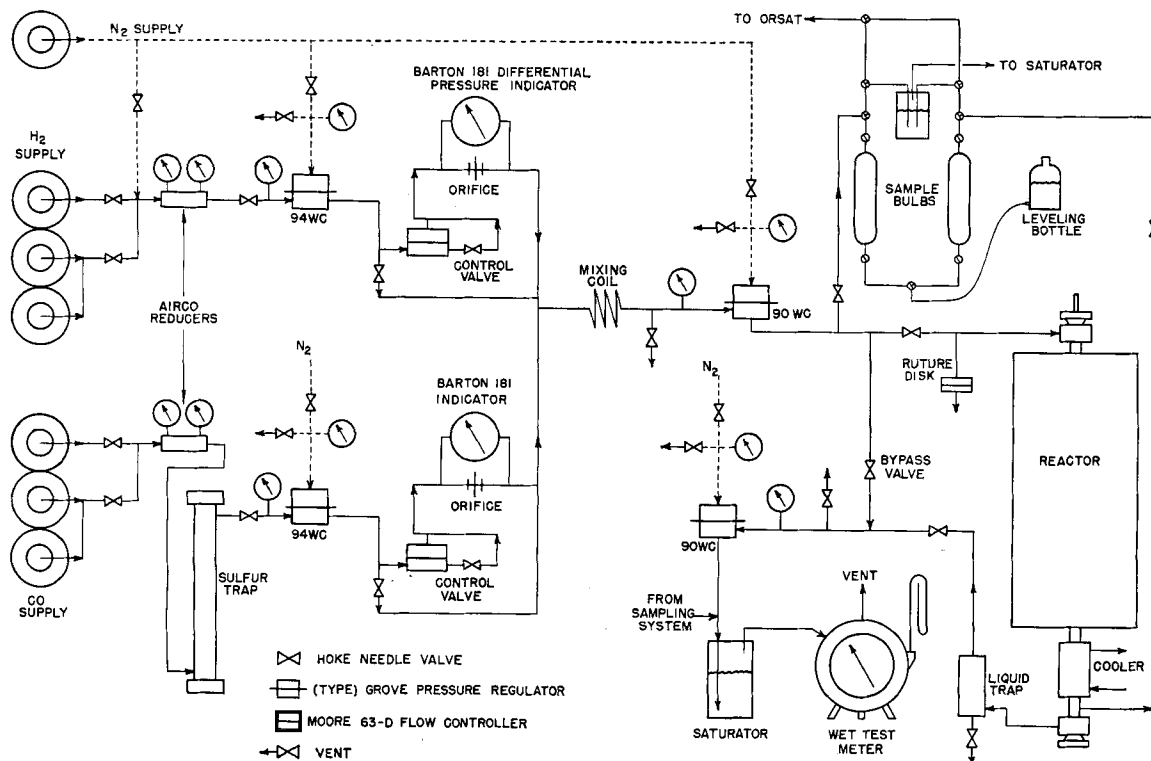 N2 SUPPLY
TO ORSAT
TO SATURATOR
BARTON 181 DIFFERENTIAL
PRESSURE INDICATOR
H2
SUPPLY
ORIFICE
94WC
CONTROL
VALVE
SAMPLE
BULBS
LEVELING
BOTTLE
MIXING
COIL
90 WC
AIRCO
REDUCERS
N2
BARTON 181
INDICATOR
N2
RUTURE
DISK
REACTOR
BYPASS
VALVE
ORIFICE
94WC
CONTROL
VALVE
90WC
SULFUR
TRAP
CO
SUPPLY
VENT
FROM
SAMPLING
SYSTEM
COOLER
LIQUID
TRAP
SATURATOR
WET TEST
METER
HOKE NEEDLE VALVE
(TYPE) GROVE PRESSURE REGULATOR
MOORE 63-D FLOW CONTROLLER
VENT